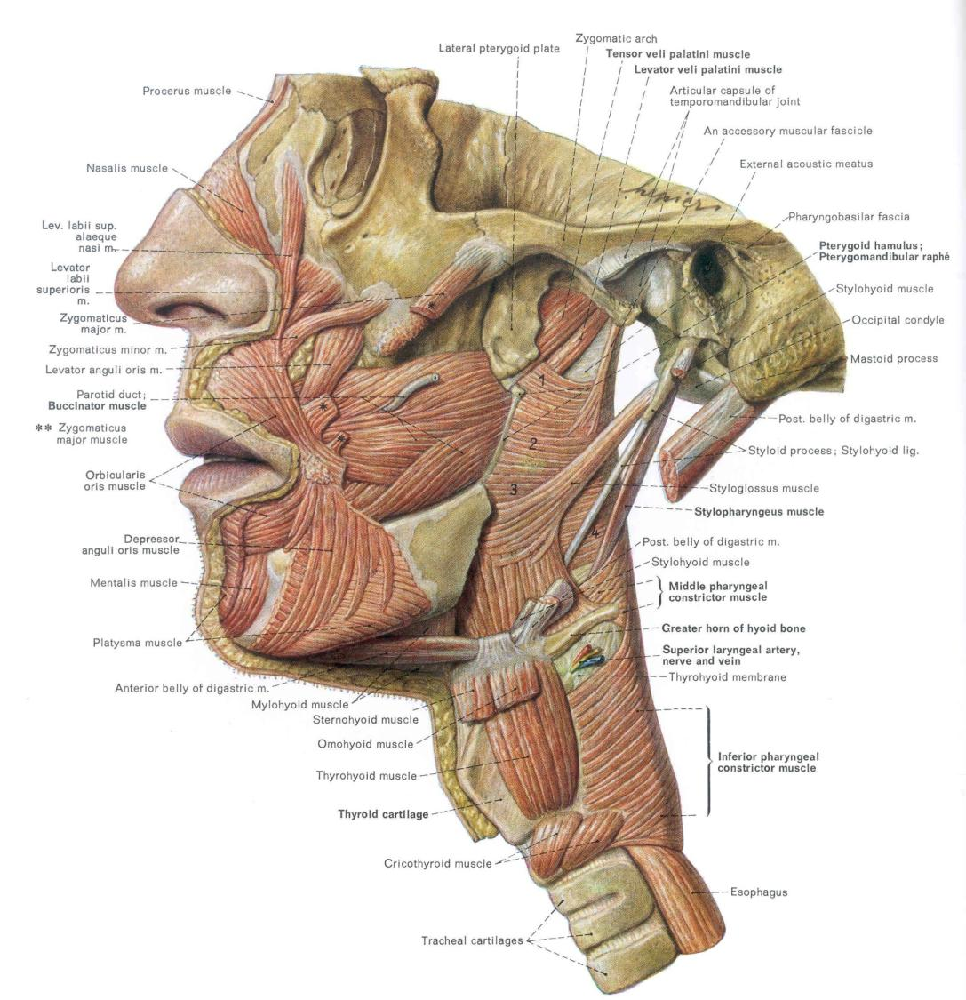 Lateral pterygoid plate
Zygomatic arch
Tensor veli palatini muscle
Levator veli palatini muscle
Articular capsule of
temporomandibular joint
An accessory muscular fascicle
External acoustic meatus
Pharyngobasilar fascia
Pterygoid hamulus;
Pterygomandibular raphé
Stylohyoid muscle
Occipital condyle
Mastoid process
Post. belly of digastric m.
Styloid process; Stylohyoid lig.
Styloglossus muscle
Stylopharyngeus muscle
Post. belly of digastric m.
Stylohyoid muscle
Middle pharyngeal
constrictor muscle
Greater horn of hyoid bone
Superior laryngeal artery,
nerve and vein
Thyrohyoid membrane
Inferior pharyngeal
constrictor muscle
Esophagus
Procerus muscle
Nasalis muscle
Lev. labii sup.
alaeque
nasi m.
Levator
labii
superioris
m.
Zygomaticus
major m.
Zygomaticus minor m.
Levator anguli oris m.
Parotid duct;
Buccinator muscle
** Zygomaticus
major muscle
Orbicularis
oris muscle
Depressor
anguli oris muscle
Mentalis muscle
Platysma muscle
Anterior belly of digastric m.
Mylohyoid muscle
Sternohyoid muscle
Omohyoid muscle
Thyrohyoid muscle
Thyroid cartilage
Cricothyroid muscle
Tracheal cartilages
*
*
*
1
2
3
4